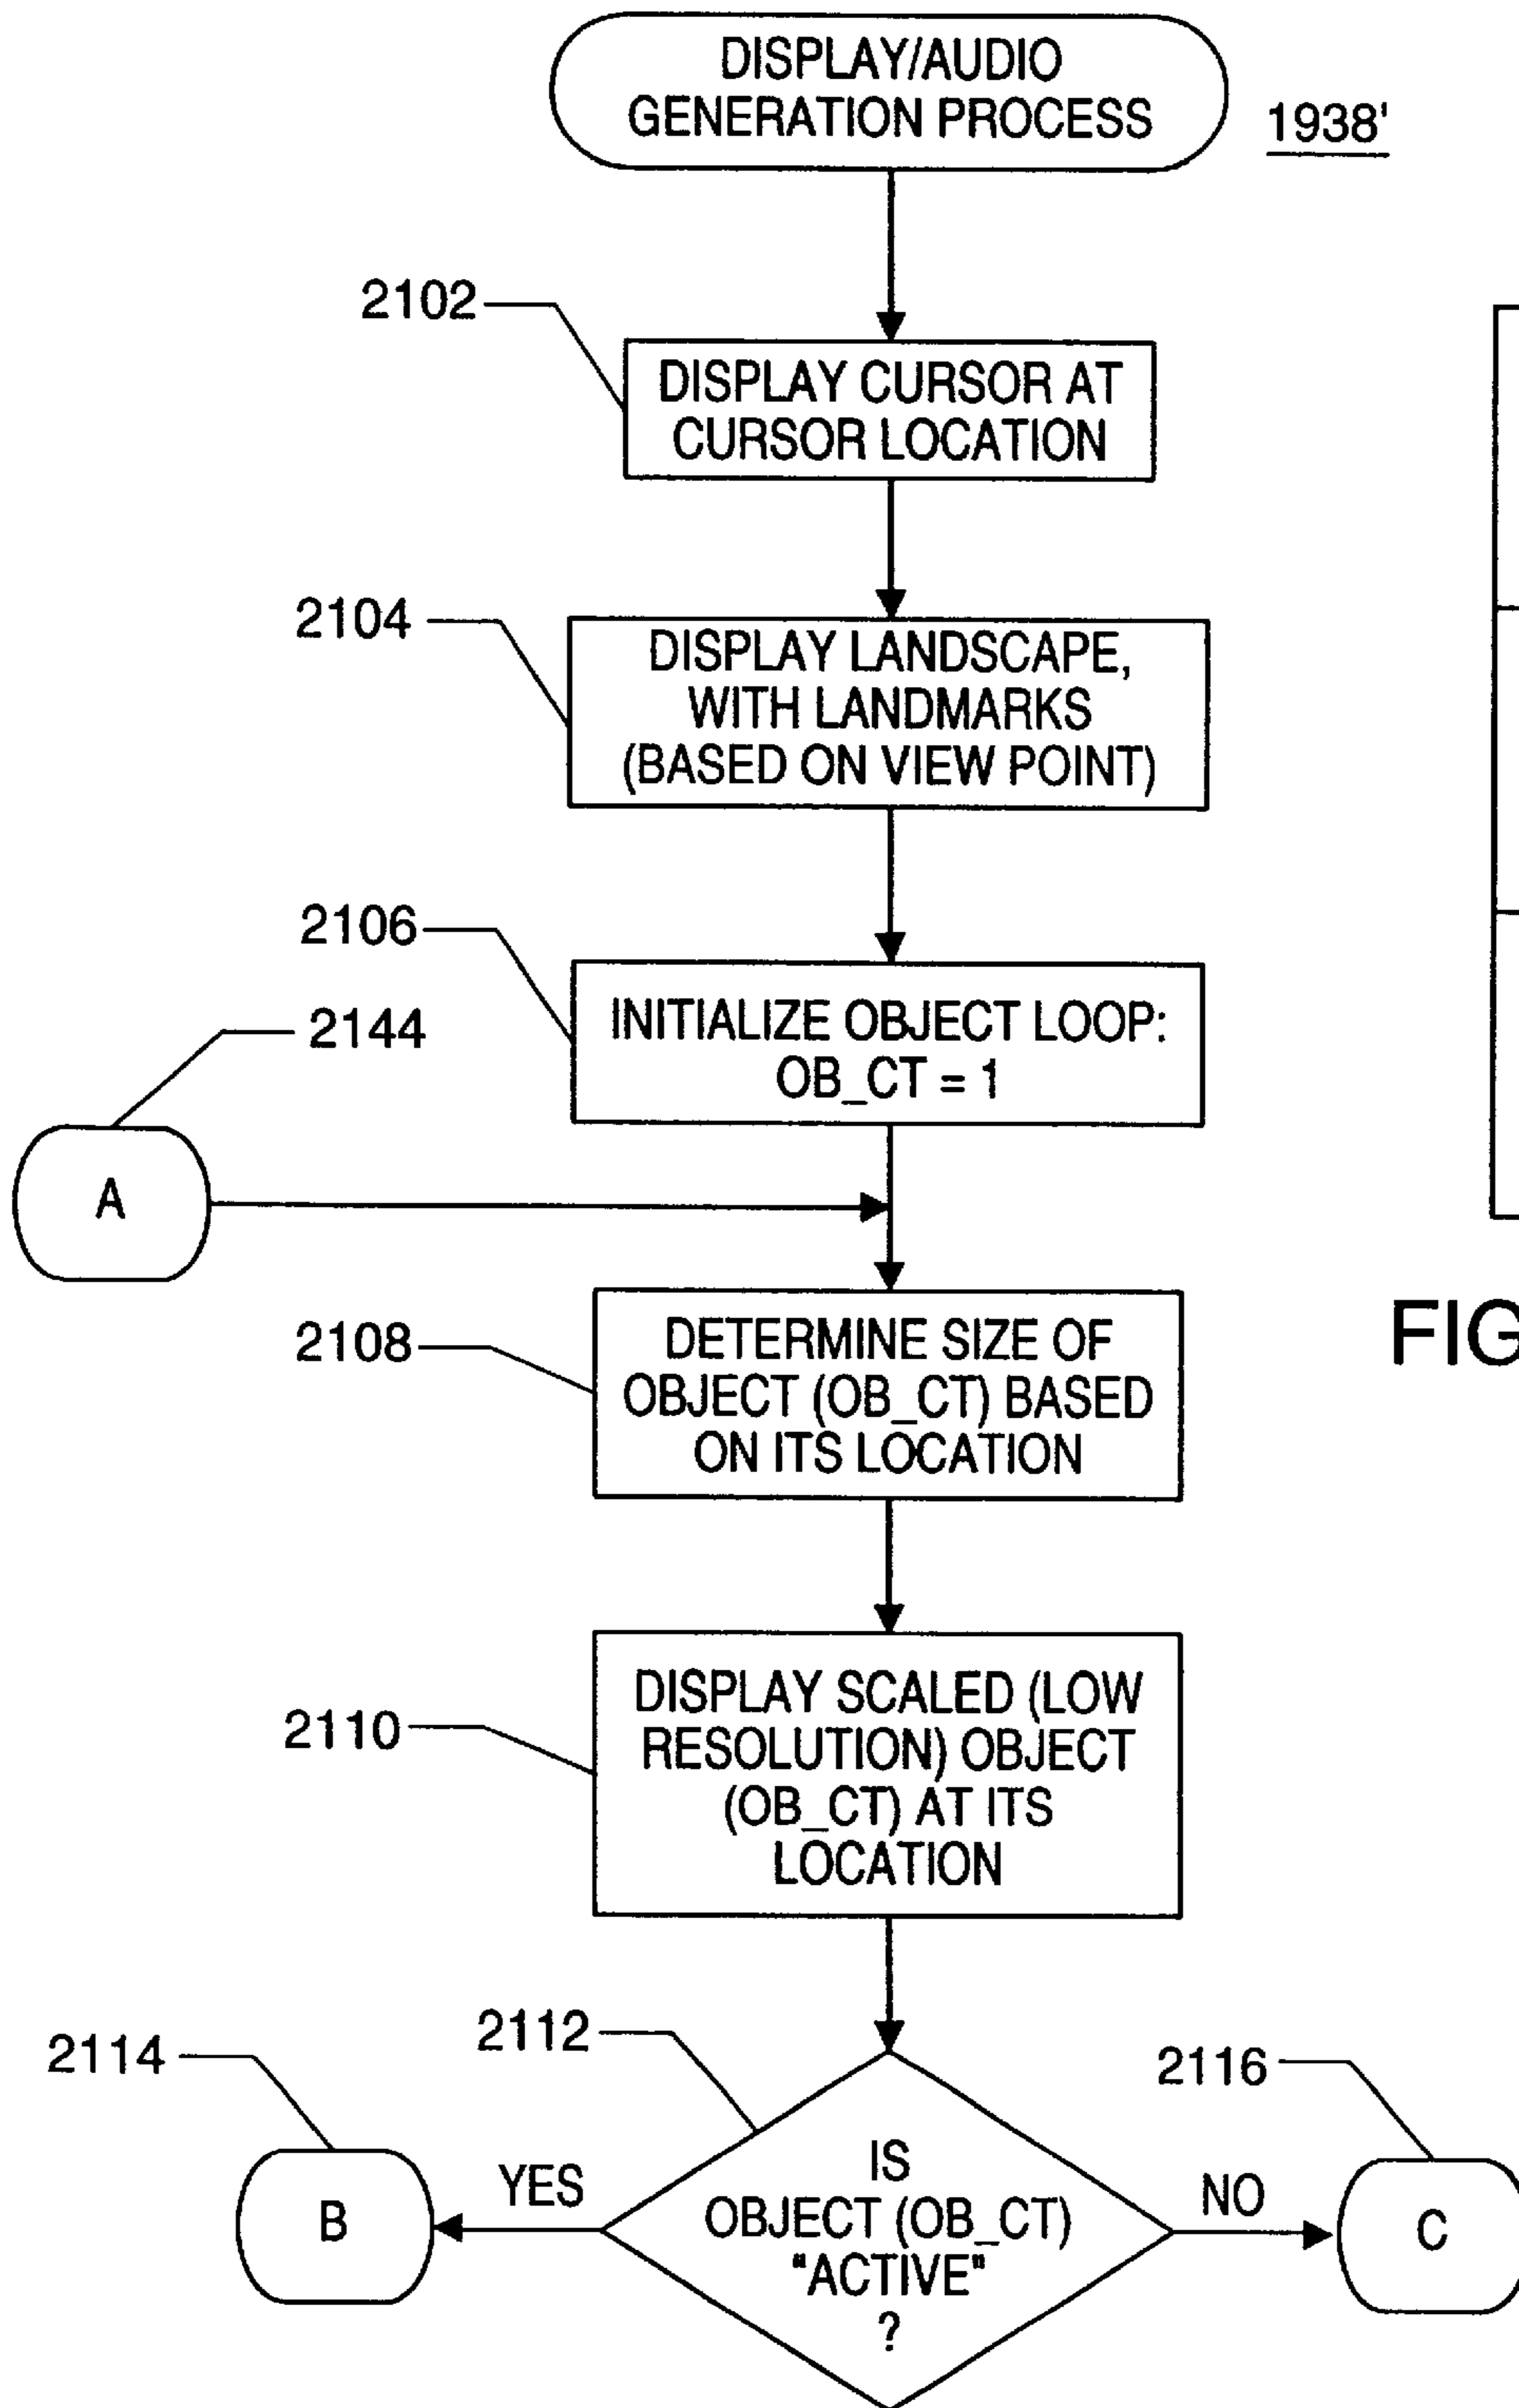 DISPLAY/AUDIO
GENERATION PROCESS
1938'
2102
DISPLAY CURSOR AT
CURSOR LOCATION
2104
DISPLAY LANDSCAPE,
WITH LANDMARKS
(BASED ON VIEW POINT)
2106
INITIALIZE OBJECT LOOP:
OB_CT = 1
2144
A
2108
DETERMINE SIZE OF
OBJECT (OB_CT) BASED
ON ITS LOCATION
FIG
2110
DISPLAY SCALED (LOW
RESOLUTION) OBJECT
(OB_CT) AT ITS
LOCATION
2112
2114
2116
B
YES
IS
OBJECT (OB_CT)
"ACTIVE"
?
NO
C